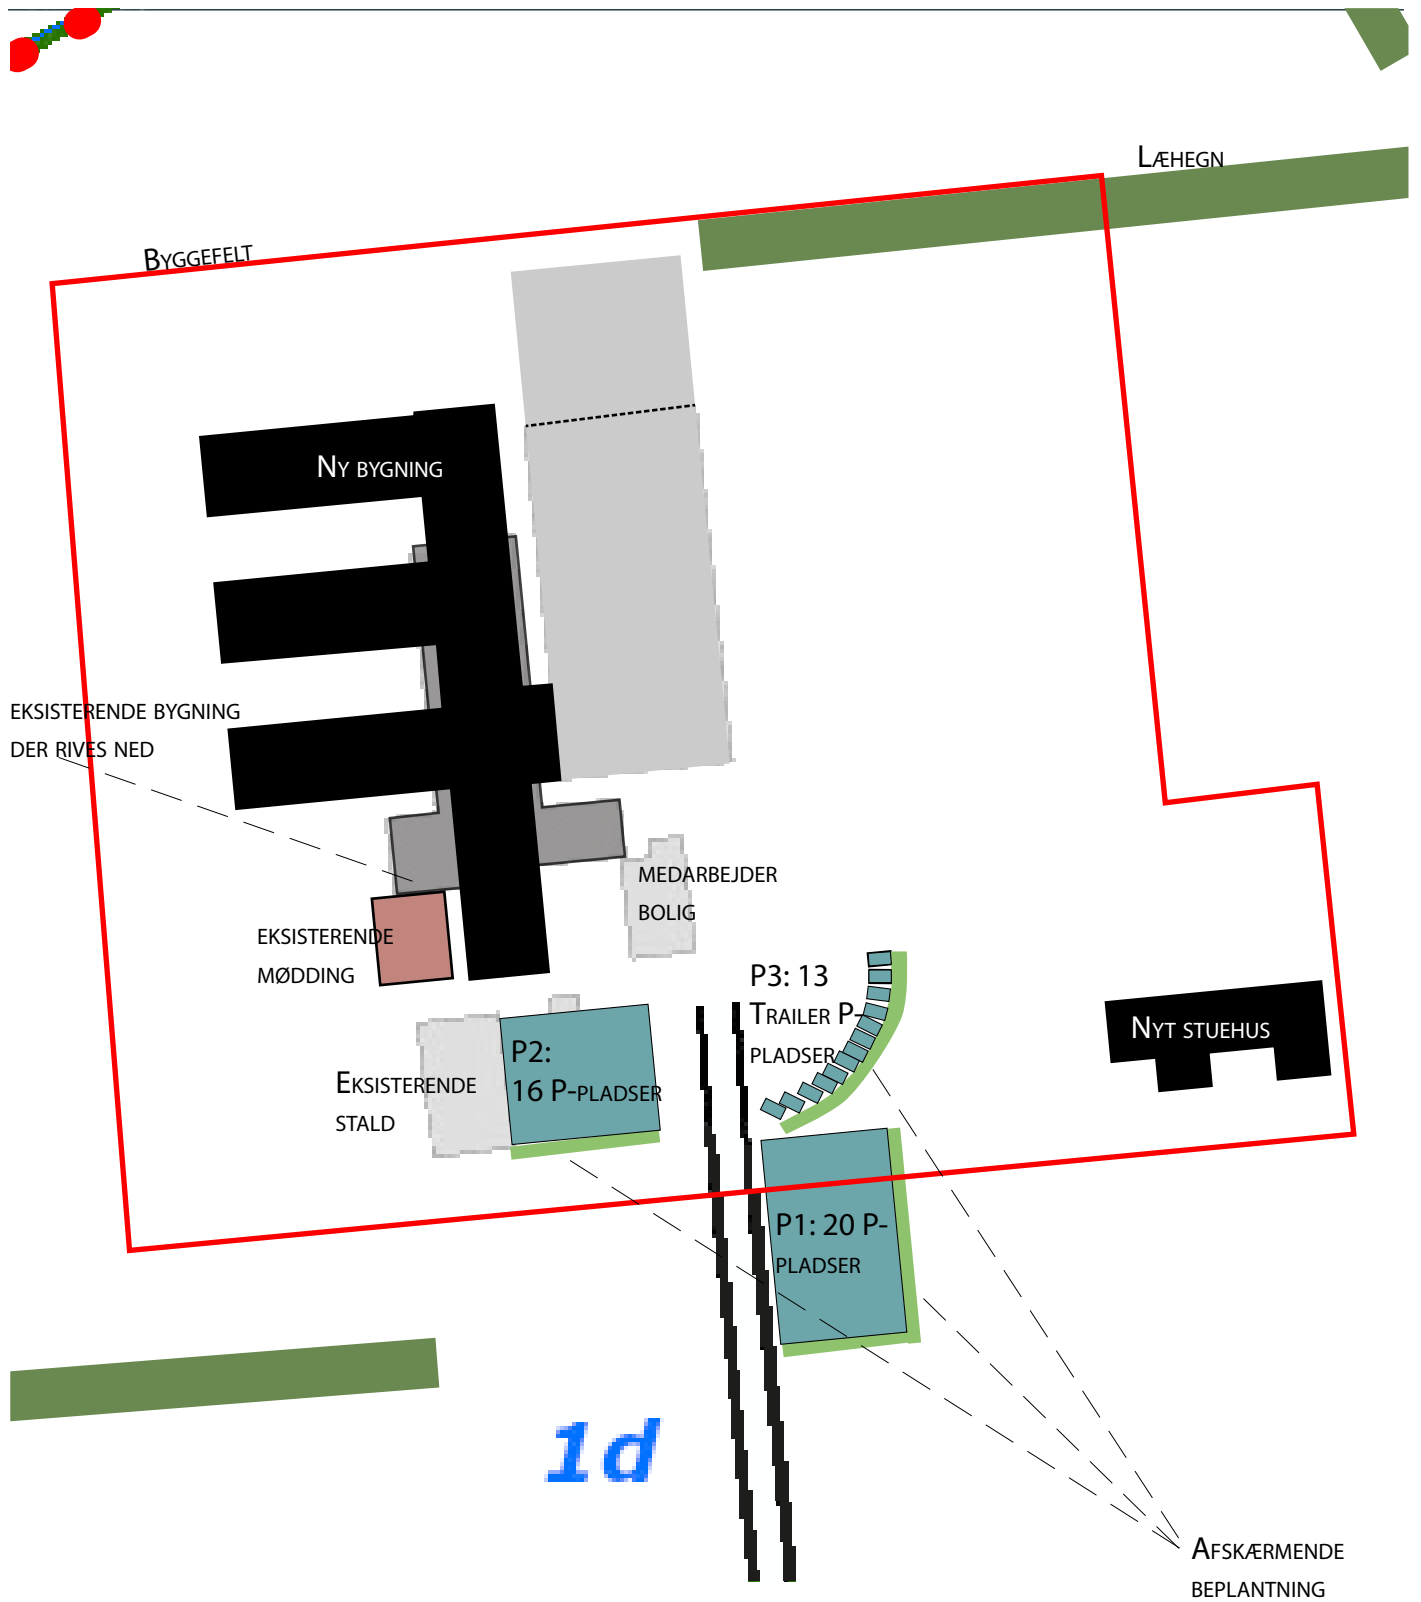 Læhegn
Byggefelt
Ny bygning
eksisterende bygning
der rives ned
medarbejder
bolig
eksisterende
mødding
P3: 13
Trailer P-
pladser
Nyt stuehus
P2:
16 P-pladser
Eksisterende
stald
P1: 20 P-
pladser
1d
Afskærmende
beplantning